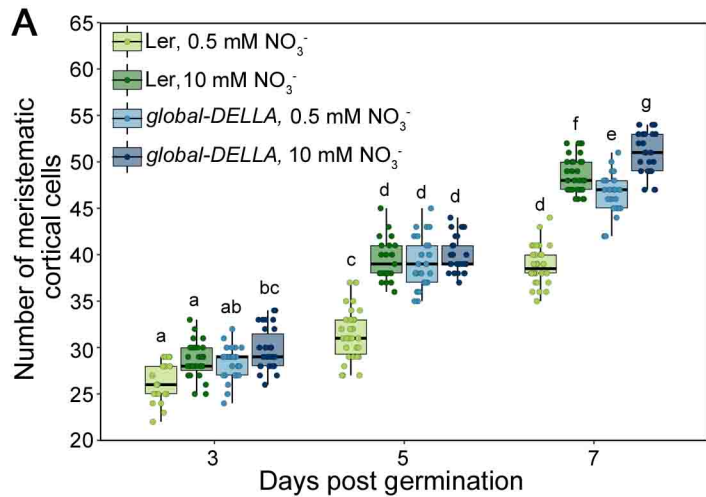 A
65
60
55
50
45
40
35
30
25
20
Number of meristematic
cortical cells
Ler, 0.5 mM NO₃⁻
Ler, 10 mM NO₃⁻
global-DELLA, 0.5 mM NO₃⁻
global-DELLA, 10 mM NO₃⁻
a
a
ab
bc
c
d
d
d
d
f
e
g
3
5
7
Days post germination